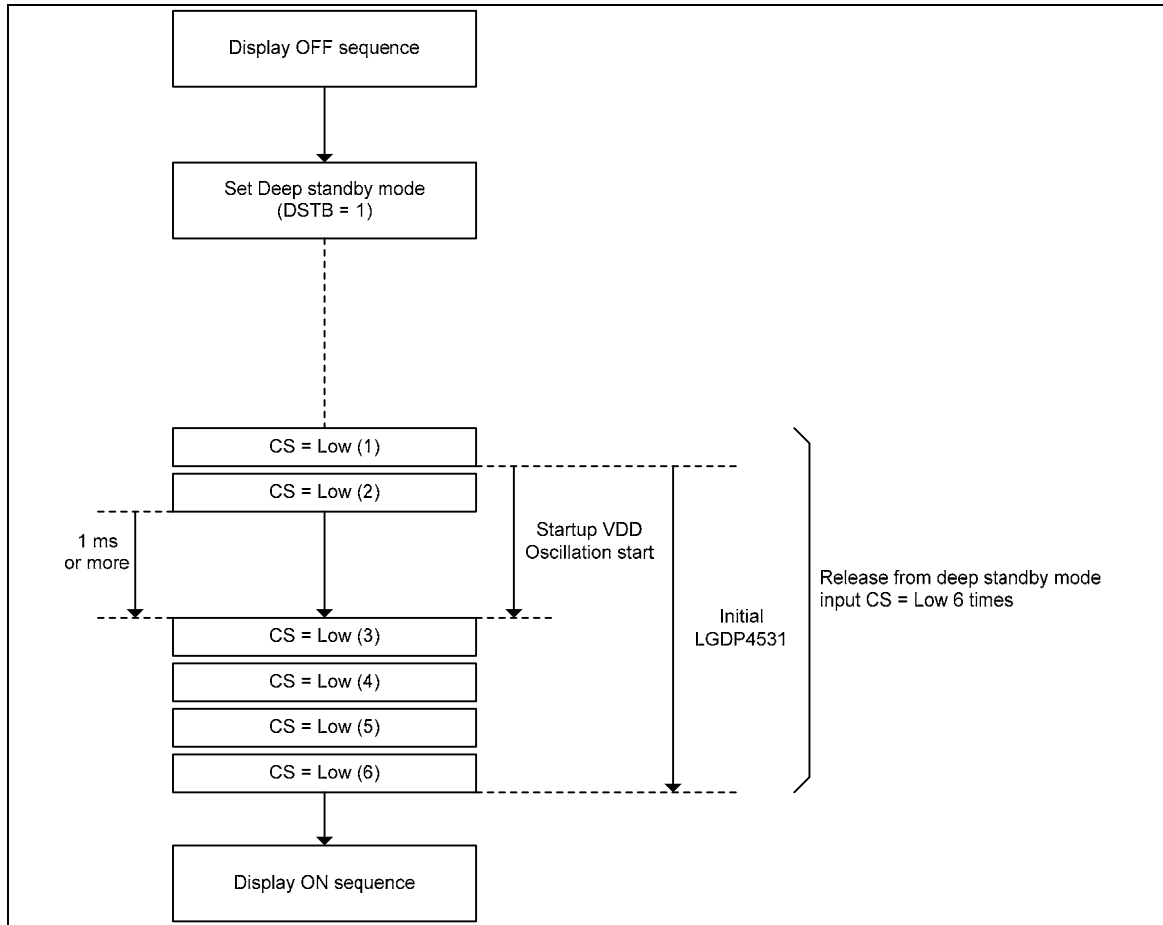 Display OFF sequence
Set Deep standby mode
(DSTB = 1)
CS = Low (1)
CS = Low (2)
1 ms
or more
Startup VDD
Oscillation start
Release from deep standby mode
input CS = Low 6 times
Initial
LGDP4531
CS = Low (3)
CS = Low (4)
CS = Low (5)
CS = Low (6)
Display ON sequence